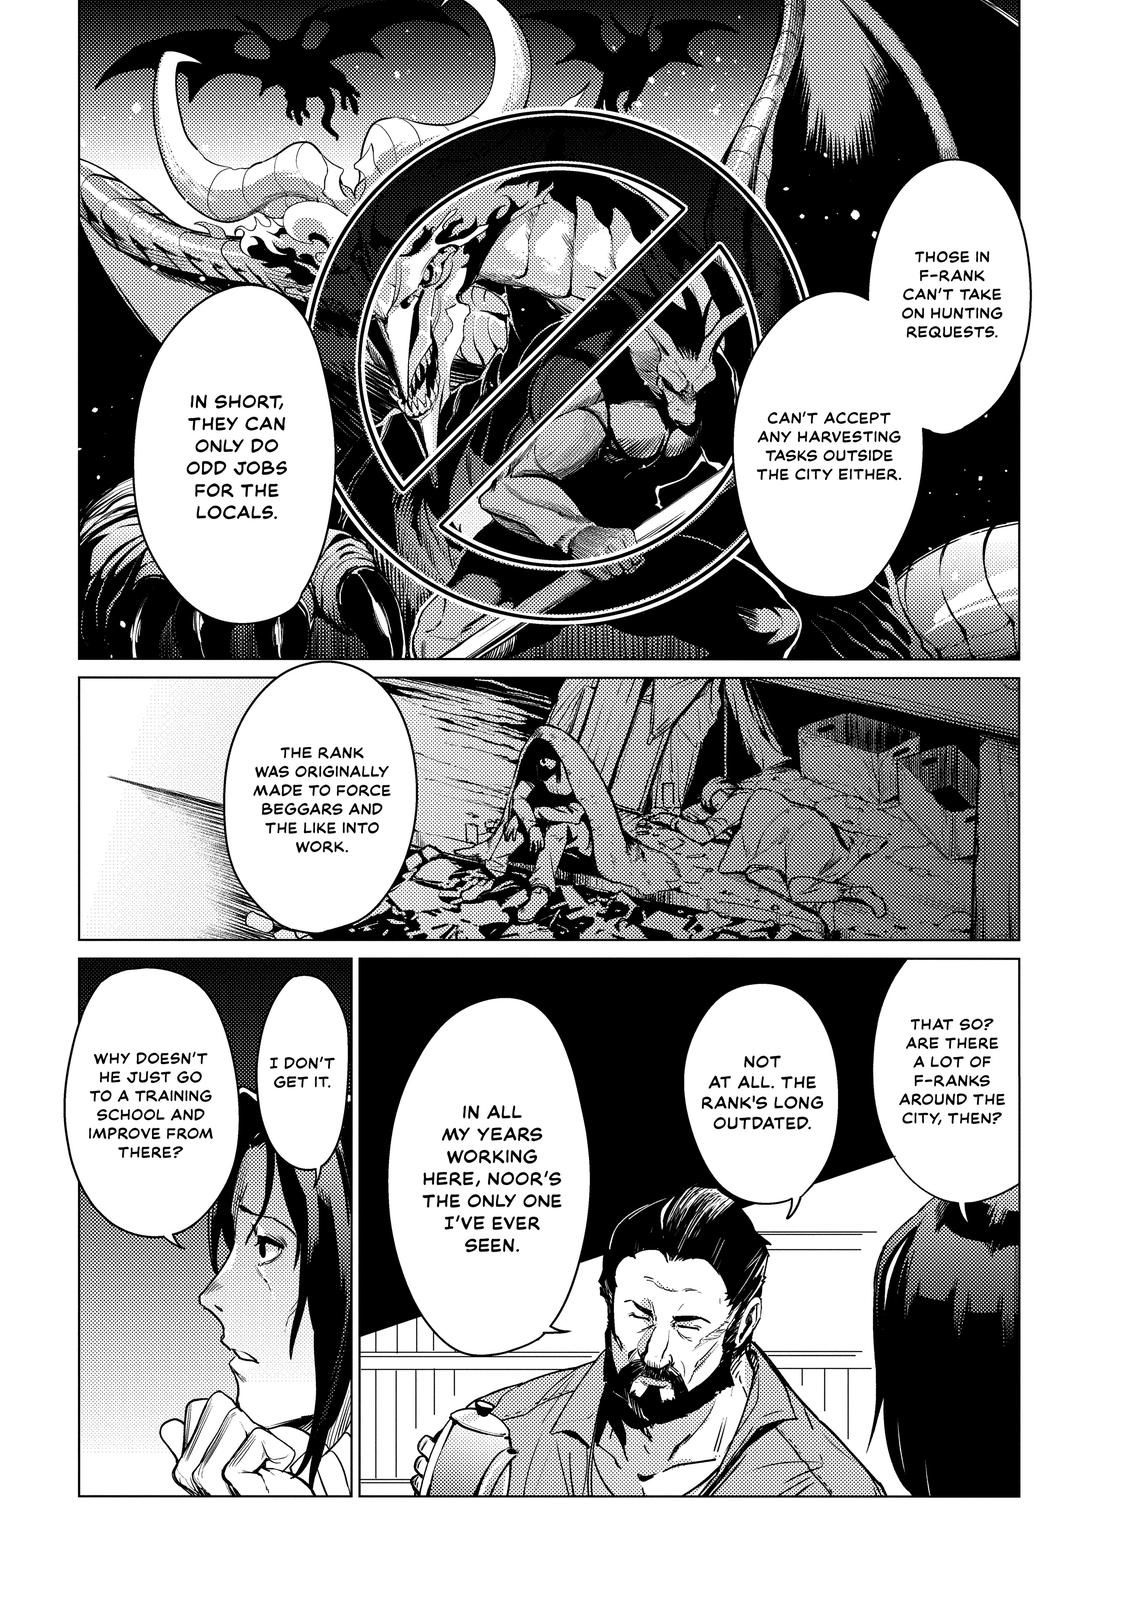 THOSE IN
F-RANK
CAN'T TAKE
ON HUNTING
REQUESTS.
CAN'T ACCEPT
ANY HARVESTING
TASKS OUTSIDE
THE CITY EITHER.
IN SHORT,
THEY CAN
ONLY DO
ODD JOBS
FOR THE
LOCALS.
THE RANK
WAS ORIGINALLY
MADE TO FORCE
BEGGARS AND
THE LIKE INTO
WORK.
THAT SO?
ARE THERE
A LOT OF
F-RANKS
AROUND THE
CITY, THEN?
NOT
AT ALL. THE
RANK'S LONG
OUTDATED.
IN ALL
MY YEARS
WORKING
HERE, NOOR'S
THE ONLY ONE
I'VE EVER
SEEN.
I DON'T
GET IT.
WHY DOESN'T
HE JUST GO
TO A TRAINING
SCHOOL AND
IMPROVE FROM
THERE?